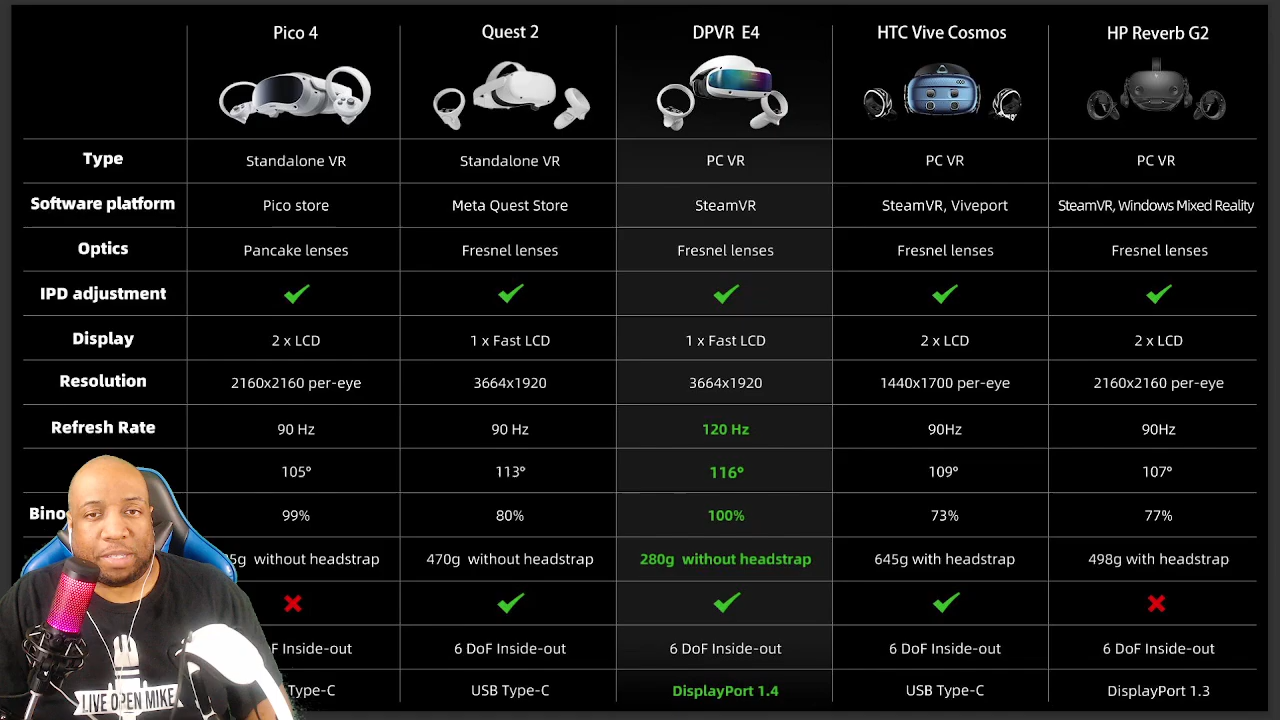 Pico 4 Quest 2 DPVR E4 HTC Vive Cosmos HP Reverb G2
Type Standalone VR Standalone VR PC VR PC VR PC VR
Software platform Pico store Meta Quest Store SteamVR SteamVR, Viveport SteamVR, Windows Mixed Reality
Optics Pancake lenses Fresnel lenses Fresnel lenses Fresnel lenses Fresnel lenses
IPD adjustment
Display 2 x LCD 1 x Fast LCD 1 x Fast LCD 2 x LCD 2 x LCD
Resolution 2160x2160 per-eye 3664x1920 3664x1920 1440x1700 per-eye 2160x2160 per-eye
Refresh Rate 90 Hz 90 Hz 120 Hz 90Hz 90Hz
105° 113° 116° 109° 107°
99% 80% 100% 73% 77%
without headstrap 470g without headstrap 280g without headstrap 645g with headstrap 498g with headstrap
Inside-out 6 DoF Inside-out 6 DoF Inside-out 6 DoF Inside-out 6 DoF Inside-out
Type-C USB Type-C DisplayPort 1.4 USB Type-C DisplayPort 1.3
LIVE OPEN MIKE